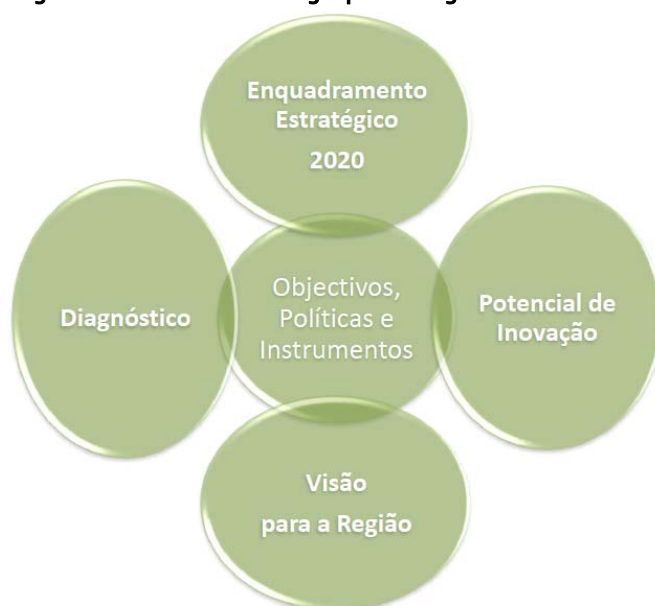 Enquadramento
Estratégico
2020
Diagnóstico
Objectivos,
Políticas e
Instrumentos
Potencial de
Inovação
Visão
para a Região